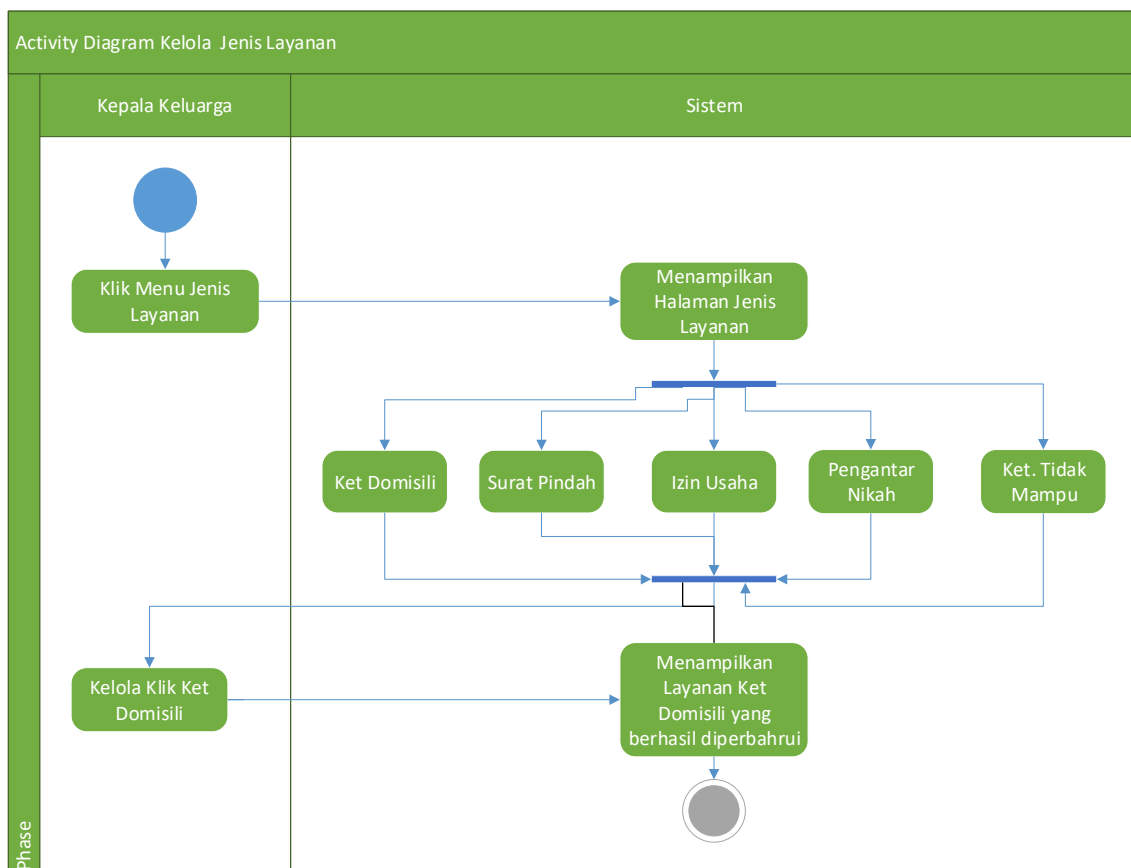 Activity Diagram Kelola  Jenis Layanan
Kepala Keluarga
Sistem
Klik Menu Jenis
Layanan
Menampilkan
Halaman Jenis
Layanan
Ket Domisili
Surat Pindah
Izin Usaha
Pengantar
Nikah
Ket. Tidak
Mampu
Kelola Klik Ket
Domisili
Menampilkan
Layanan Ket
Domisili yang
berhasil diperbahrui
Phase